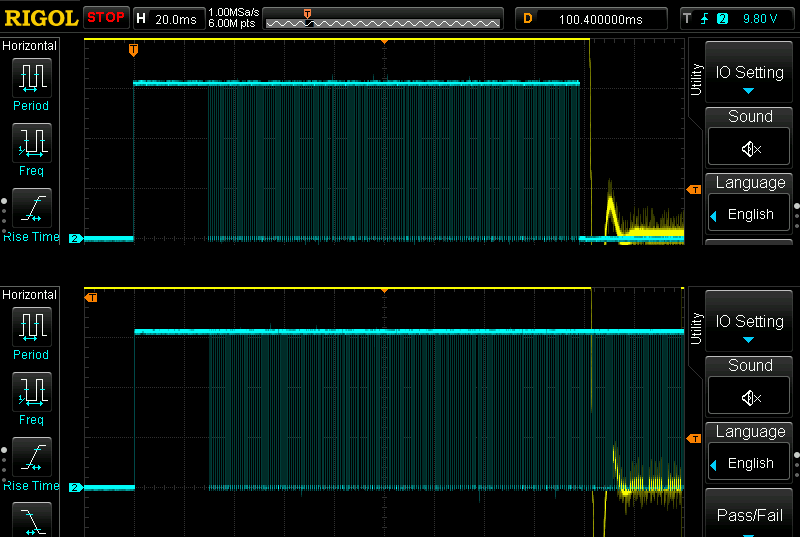 RIGOL STOP H 20.0ms 1.00MSa/s 6.00M pts T D 100.400000ms T 2 9.80 V
Horizontal
Period
Freq
Rise Time
T
2
T
Utility
IO Setting
Sound
Language
English
Horizontal
Period
Freq
Rise Time
T
2
T
Utility
IO Setting
Sound
Language
English
Pass/Fail